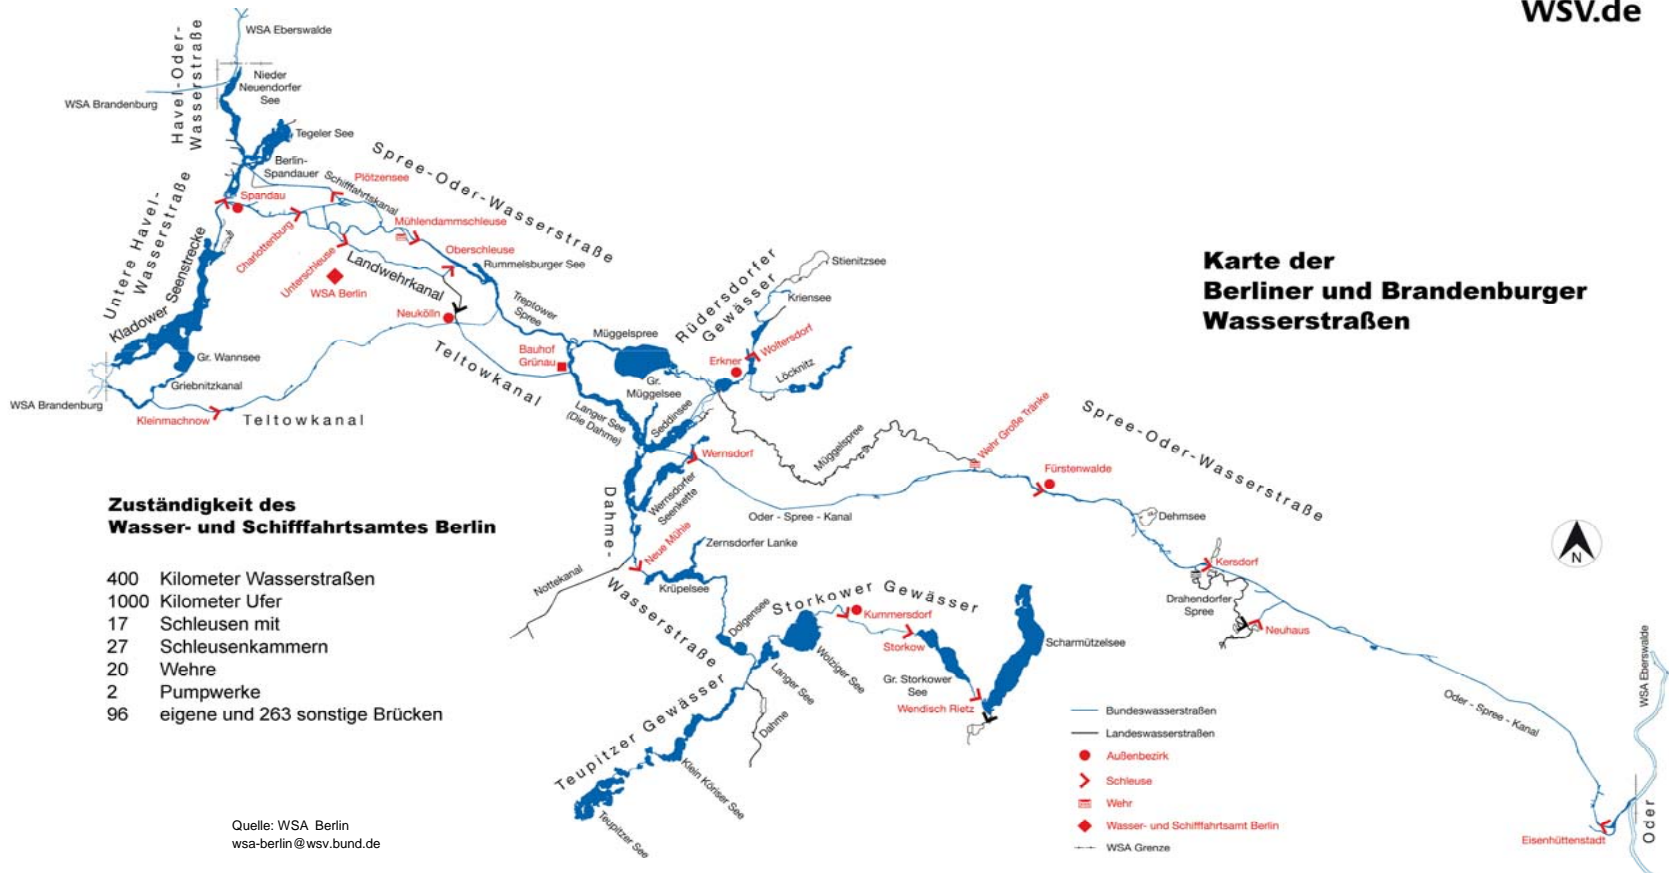 WSV.de
WSA Eberswalde
Havel-Oder-
Wasserstraße
Nieder
Neuendorfer
See
WSA Brandenburg
Tegeler See
Berlin-
Spandauer
Schifffahrtskanal
Plötzensee
Spree-Oder-Wasserstraße
Untere Havel-
Wasserstraße
Spandau
Charlottenburg
Mühlendammschleuse
Oberschleuse
Unterschleuse
Landwehrkanal
Rummelsburger See
WSA Berlin
Kladower Seenstrecke
Neukölln
Treptower
Spree
Müggelspree
Rüdersdorfer
Gewässer
Stienitzsee
Kriensee
Woltersdorf
Erkner
Löcknitz
Karte der
Berliner und Brandenburger
Wasserstraßen
Gr. Wannsee
Griebnitzkanal
WSA Brandenburg
Kleinmachnow
Teltowkanal
Teltowkanal
Bauhof
Grünau
Gr.
Müggelsee
Langer See
(Die Dahme)
Seddinsee
Wernsdorf
Müggelspree
Wehr Große Tränke
Fürstenwalde
Spree-Oder-Wasserstraße
Wernsdorfer
Seenkette
Oder - Spree - Kanal
Dehmsee
Kersdorf
Drahendorfer
Spree
Neuhaus
Zuständigkeit des
Wasser- und Schifffahrtsamtes Berlin
400 Kilometer Wasserstraßen
1000 Kilometer Ufer
17 Schleusen mit
27 Schleusenkammern
20 Wehre
2 Pumpwerke
96 eigene und 263 sonstige Brücken
Dahme-
Wasserstraße
Neue Mühle
Zernsdorfer Lanke
Nottekanal
Krüpelsee
Dolgensee
Storkower Gewässer
Kummersdorf
Storkow
Wolziger See
Langer See
Gr. Storkower
See
Wendisch Rietz
Scharmützelsee
Teupitzer Gewässer
Dahme
Klein Köriser See
Teupitzer See
N
Oder - Spree - Kanal
WSA Eberswalde
Oder
Eisenhüttenstadt
Bundeswasserstraßen
Landeswasserstraßen
Außenbezirk
Schleuse
Wehr
Wasser- und Schifffahrtsamt Berlin
WSA Grenze
Quelle: WSA Berlin
wsa-berlin@wsv.bund.de